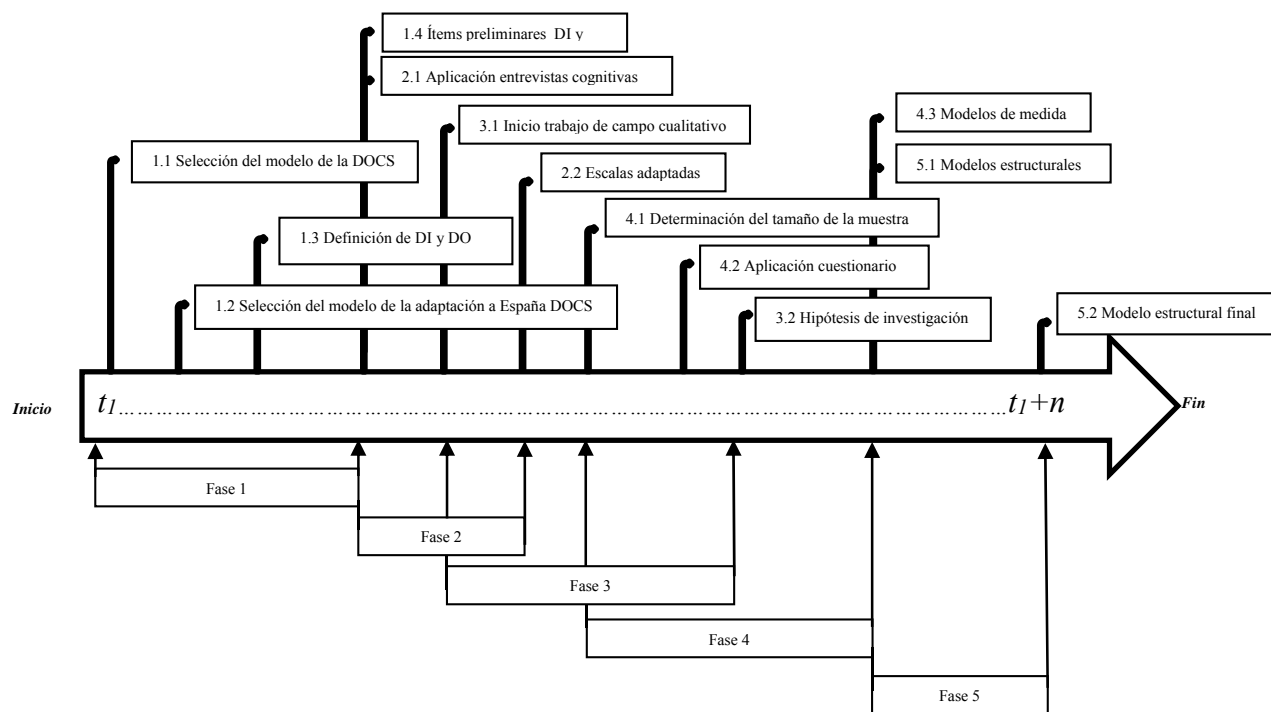 1.4 Ítems preliminares DI y
2.1 Aplicación entrevistas cognitivas
3.1 Inicio trabajo de campo cualitativo
4.3 Modelos de medida
1.1 Selección del modelo de la DOCS
5.1 Modelos estructurales
2.2 Escalas adaptadas
4.1 Determinación del tamaño de la muestra
1.3 Definición de DI y DO
4.2 Aplicación cuestionario
1.2 Selección del modelo de la adaptación a España DOCS
3.2 Hipótesis de investigación
5.2 Modelo estructural final
Inicio
t1……………………………………………………………………………………t1+n
Fin
Fase 1
Fase 2
Fase 3
Fase 4
Fase 5